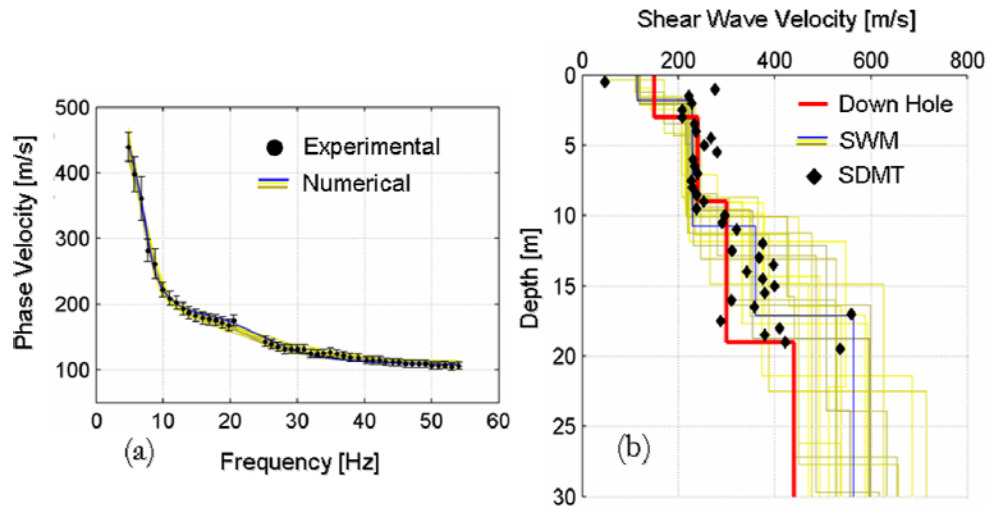 500
400
300
200
100
0 10 20 30 40 50 60
Phase Velocity [m/s]
Frequency [Hz]
Experimental
Numerical
(a)
Shear Wave Velocity [m/s]
0 200 400 600 800
0
5
10
15
20
25
30
Depth [m]
Down Hole
SWM
SDMT
(b)